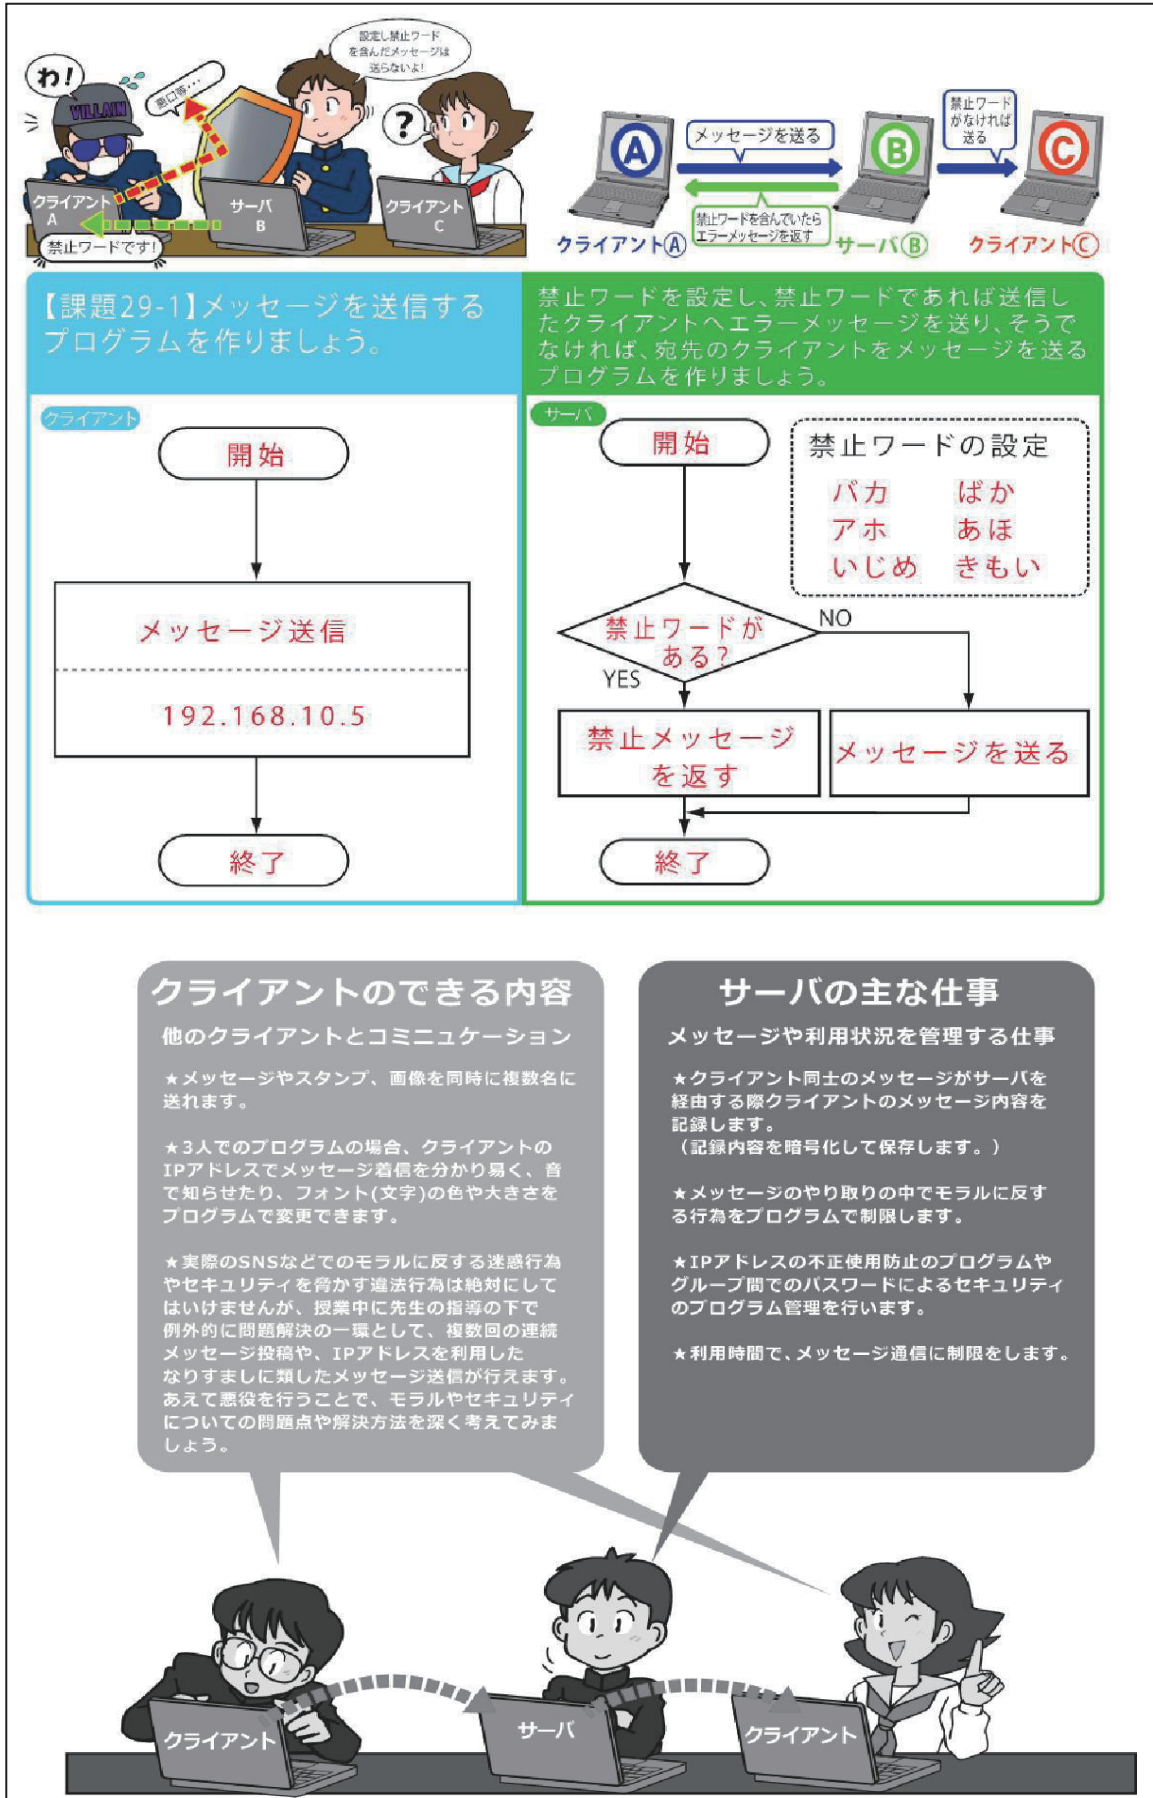 わ!
VILLAIN
悪口等・・・
設定し禁止ワード
を含んだメッセージは
送らないよ!
?
クライアント
A
サーバ
B
クライアント
C
禁止ワードです!
A
メッセージを送る
B
禁止ワード
がなければ
送る
C
禁止ワードを含んでいたら
エラーメッセージを返す
クライアントⒶ
サーバⒷ
クライアントⒸ
【課題29-1】メッセージを送信する
プログラムを作りましょう。
禁止ワードを設定し、禁止ワードであれば送信し
たクライアントへエラーメッセージを送り、そうで
なければ、宛先のクライアントをメッセージを送る
プログラムを作りましょう。
クライアント
開始
メッセージ送信
192.168.10.5
終了
サーバ
開始
禁止ワードの設定
バカ ばか
アホ あほ
いじめ きもい
禁止ワードが
ある?
NO
YES
禁止メッセージ
を返す
メッセージを送る
終了
クライアントのできる内容
他のクライアントとコミニュケーション
★メッセージやスタンプ、画像を同時に複数名に
送れます。
★3人でのプログラムの場合、クライアントの
IPアドレスでメッセージ着信を分かり易く、音
で知らせたり、フォント(文字)の色や大きさを
プログラムで変更できます。
★実際のSNSなどでのモラルに反する迷惑行為
やセキュリティを脅かす違法行為は絶対にして
はいけませんが、授業中に先生の指導の下で
例外的に問題解決の一環として、複数回の連続
メッセージ投稿や、IPアドレスを利用した
なりすましに類したメッセージ送信が行えます。
あえて悪役を行うことで、モラルやセキュリティ
についての問題点や解決方法を深く考えてみま
しょう。
サーバの主な仕事
メッセージや利用状況を管理する仕事
★クライアント同士のメッセージがサーバを
経由する際クライアントのメッセージ内容を
記録します。
(記録内容を暗号化して保存します。)
★メッセージのやり取りの中でモラルに反す
る行為をプログラムで制限します。
★IPアドレスの不正使用防止のプログラムや
グループ間でのパスワードによるセキュリティ
のプログラム管理を行います。
★利用時間で、メッセージ通信に制限をします。
クライアント
サーバ
クライアント